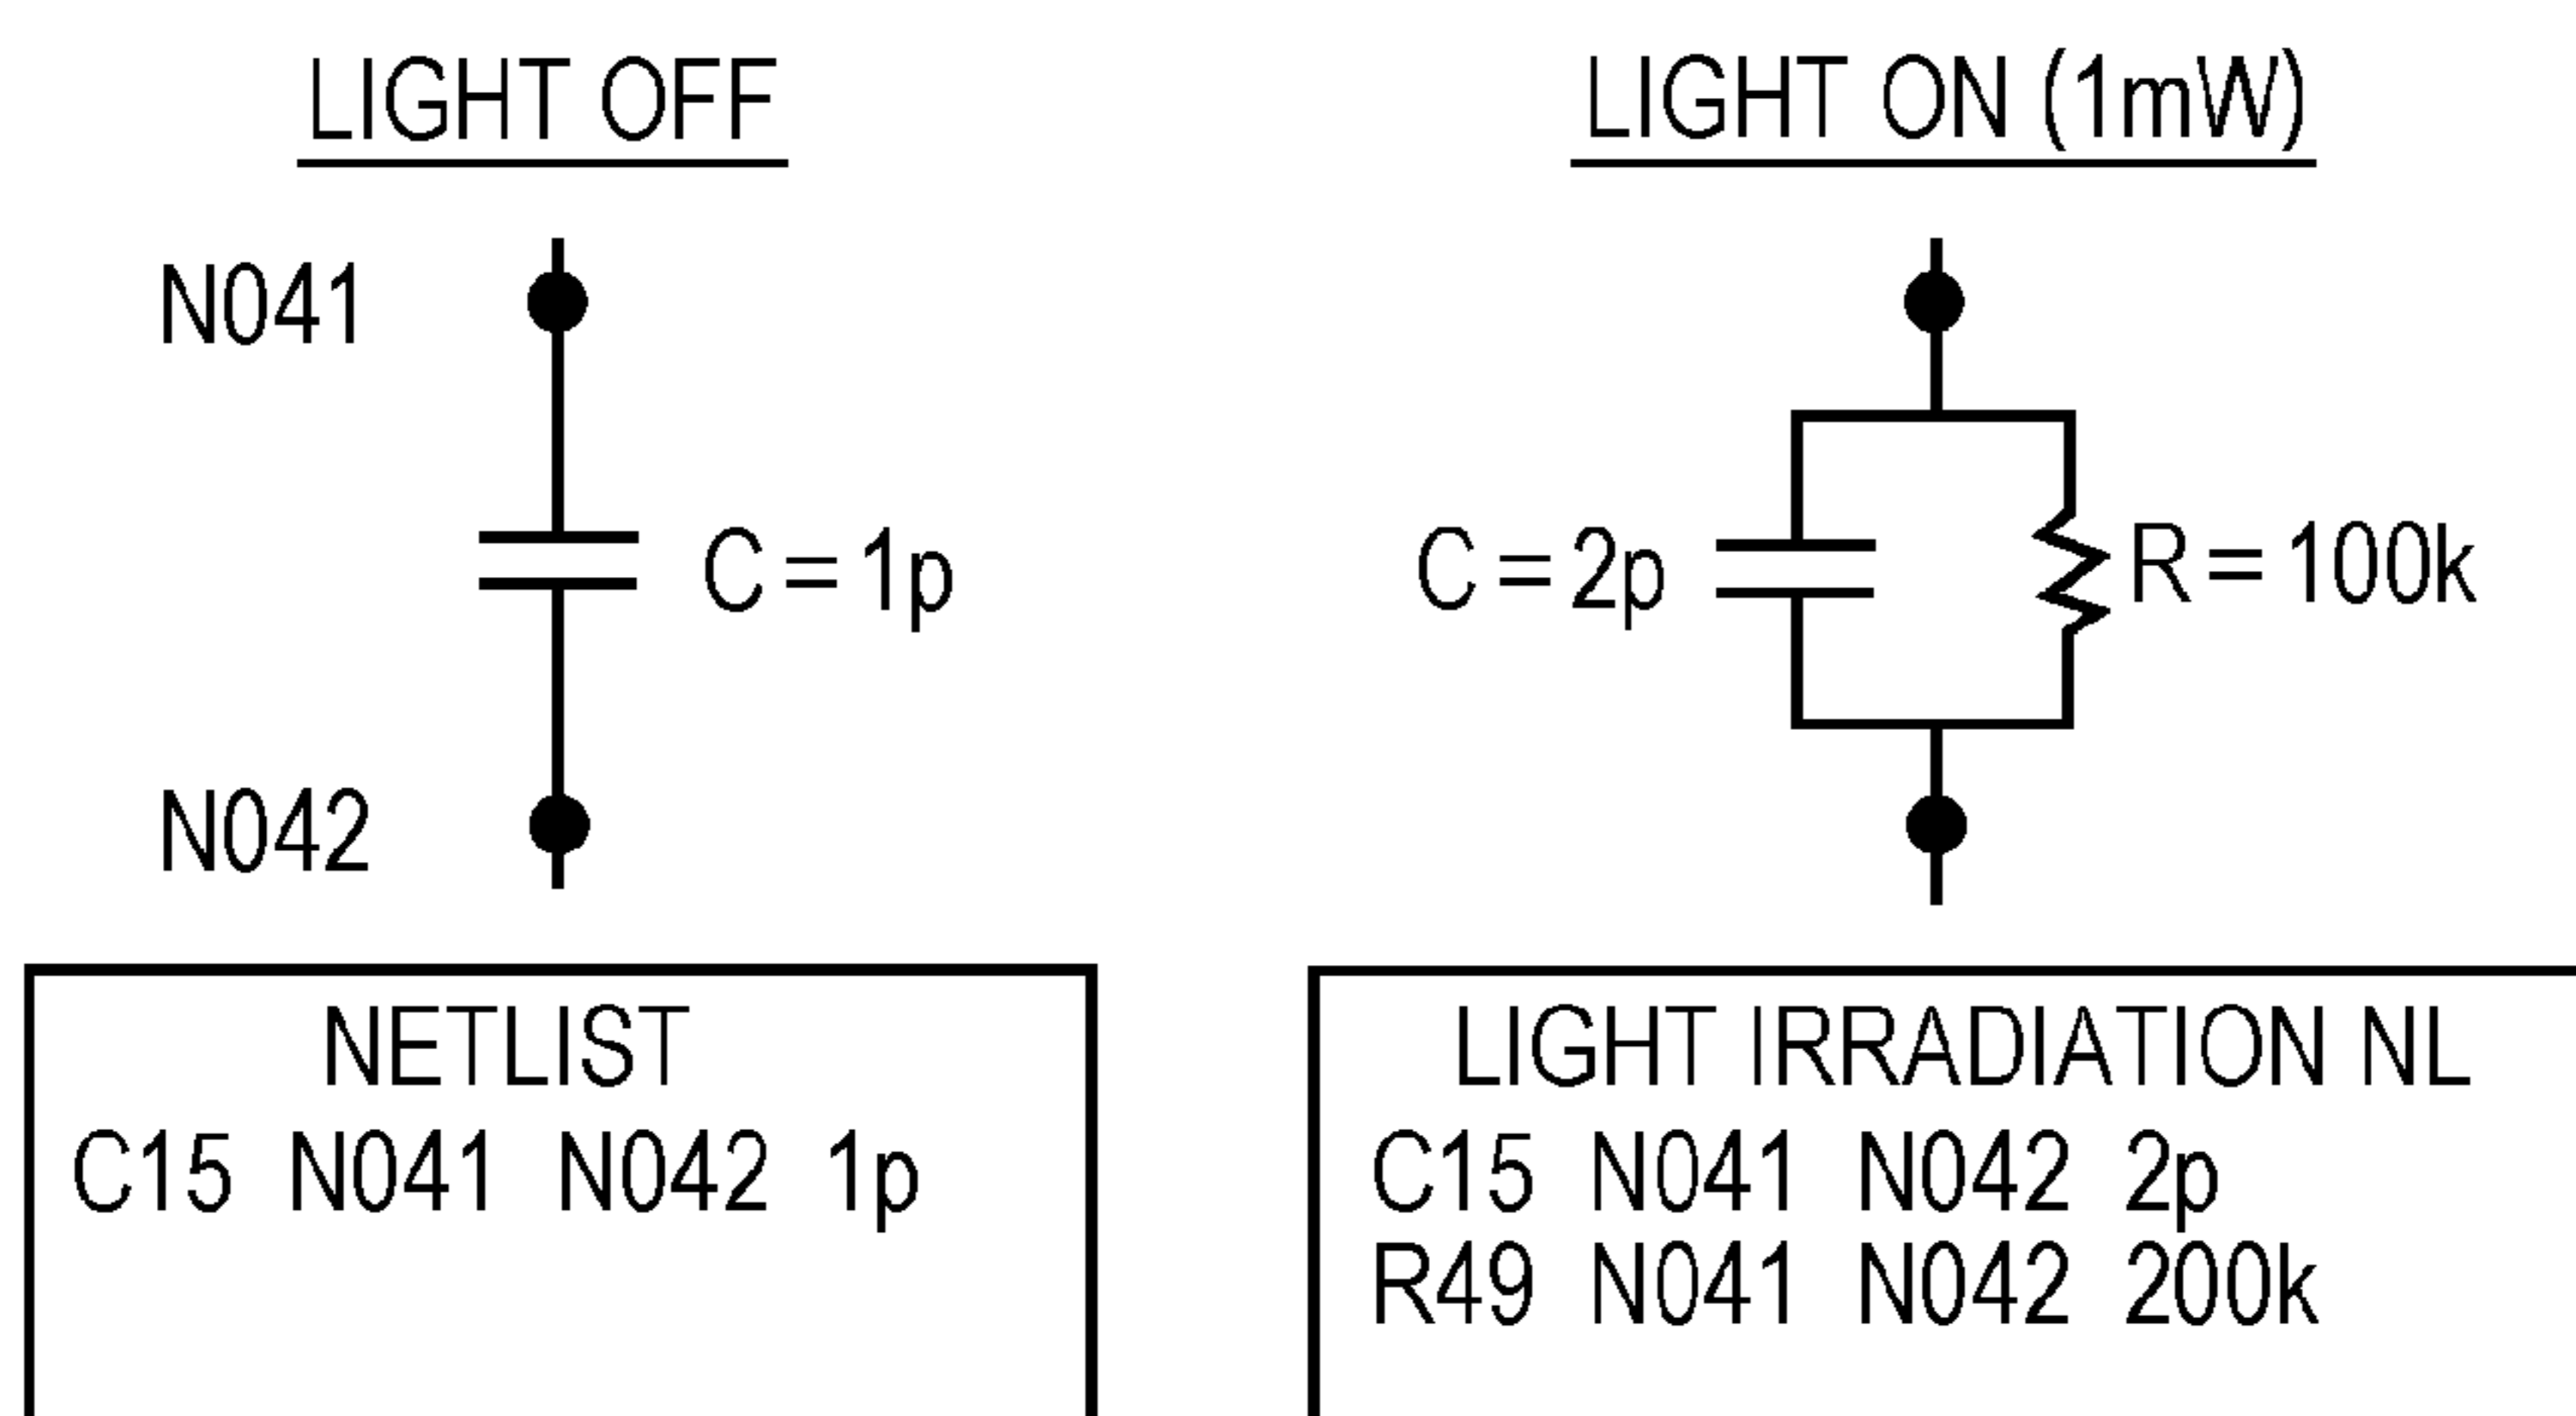 LIGHT OFF
N041
C = 1p
N042
NETLIST
C15 N041 N042 1p
LIGHT ON (1mW)
C = 2p
R = 100k
LIGHT IRRADIATION NL
C15 N041 N042 2p
R49 N041 N042 200k